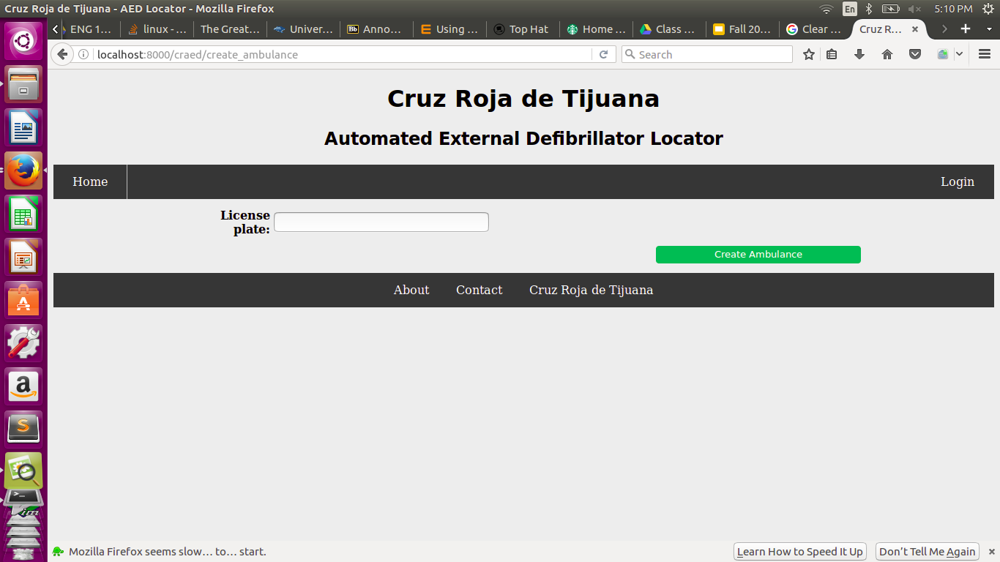 Cruz Roja de Tijuana - AED Locator - Mozilla Firefox
En
5:10 PM
ENG 1...
linux - ...
The Great...
Univer...
Bb
Anno...
Using ...
Top Hat
Home ...
Class ...
Fall 20...
Clear ...
Cruz R...
localhost:8000/craed/create_ambulance
Search
Cruz Roja de Tijuana
Automated External Defibrillator Locator
Home
Login
License
plate:
Create Ambulance
About
Contact
Cruz Roja de Tijuana
Mozilla Firefox seems slow... to... start.
Learn How to Speed It Up
Don't Tell Me Again